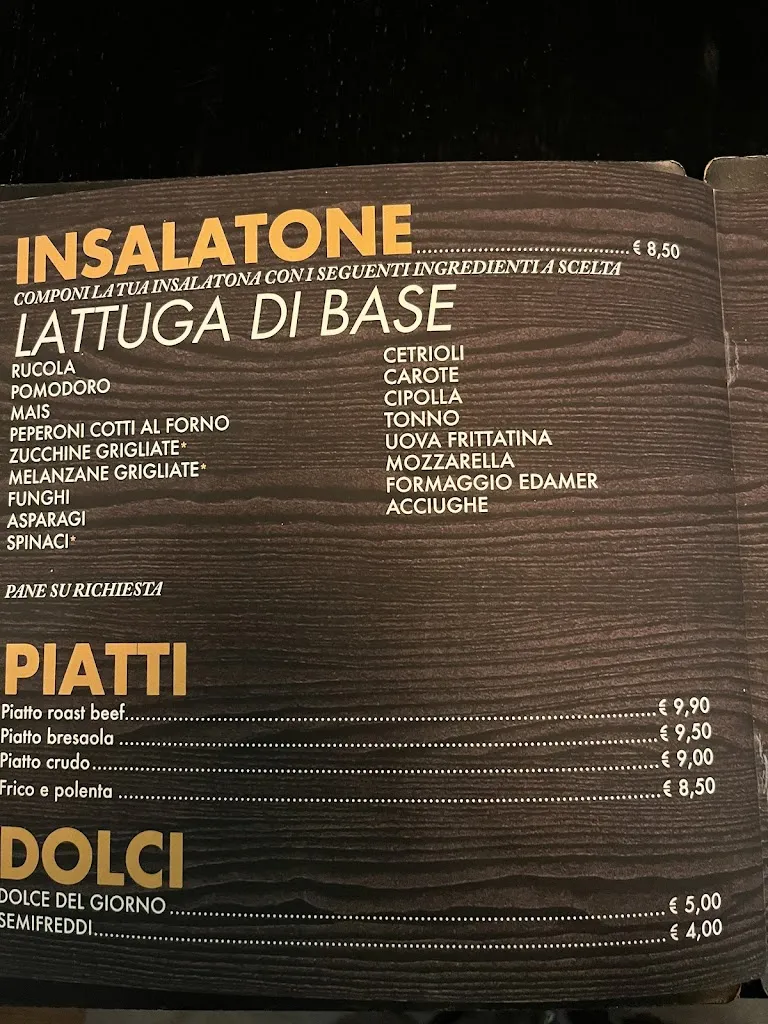 INSALATONE........................................€ 8,50
COMPONI LA TUA INSALATONA CON I SEGUENTI INGREDIENTI A SCELTA
LATTUGA DI BASE
RUCOLA
POMODORO
MAIS
PEPERONI COTTI AL FORNO
ZUCCHINE GRIGLIATE*
MELANZANE GRIGLIATE*
FUNGHI
ASPARAGI
SPINACI*
CETRIOLI
CAROTE
CIPOLLA
TONNO
UOVA FRITTATINA
MOZZARELLA
FORMAGGIO EDAMER
ACCIUGHE
PANE SU RICHIESTA
PIATTI
Piatto roast beef........................................€ 9,90
Piatto bresaola ........................................€ 9,50
Piatto crudo........................................€ 9,00
Frico e polenta ........................................€ 8,50
DOLCI
DOLCE DEL GIORNO ........................................€ 5,00
SEMIFREDDI........................................€ 4,00